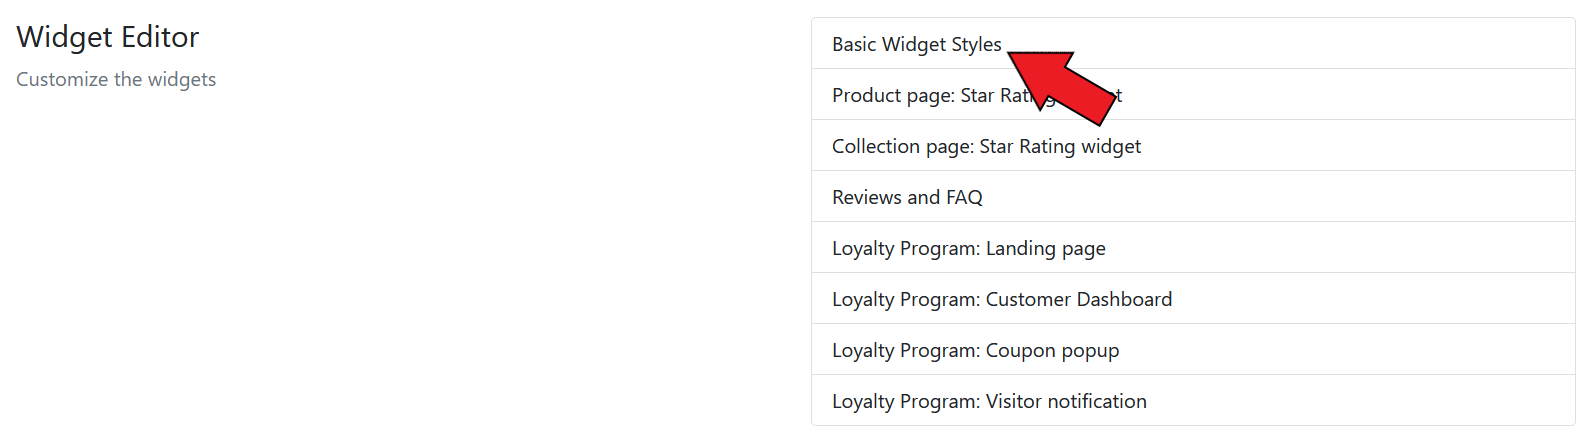 Widget Editor
Customize the widgets
Basic Widget Styles
Product page: Star
Collection page: Star Rating widget
Reviews and FAQ
Loyalty Program: Landing page
Loyalty Program: Customer Dashboard
Loyalty Program: Coupon popup
Loyalty Program: Visitor notification